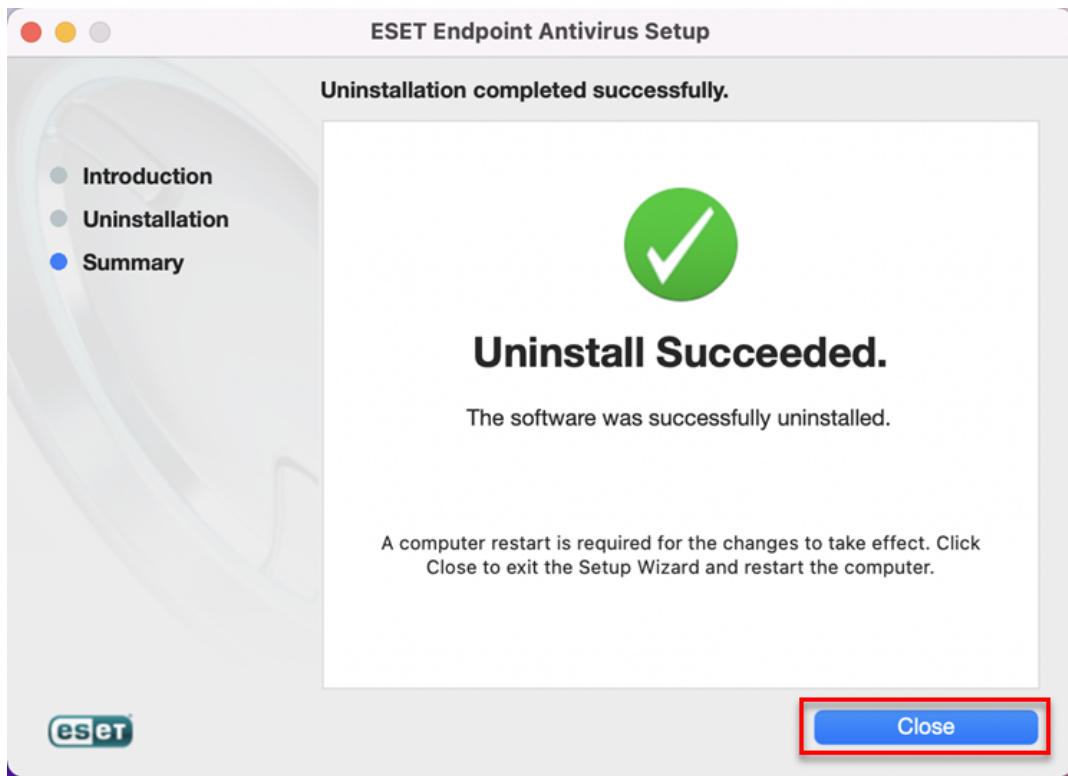 ESET Endpoint Antivirus Setup
Uninstallation completed successfully.
Introduction
Uninstallation
Summary
Uninstall Succeeded.
The software was successfully uninstalled.
A computer restart is required for the changes to take effect. Click
Close to exit the Setup Wizard and restart the computer.
eseT
Close